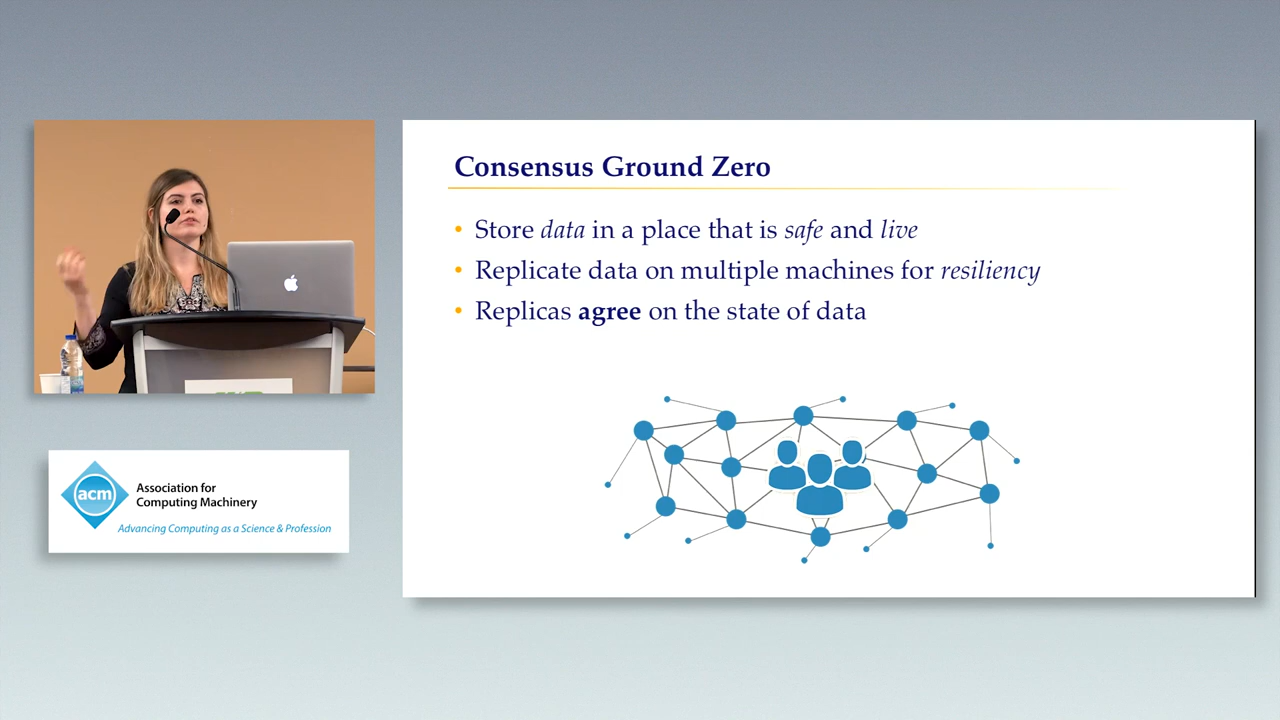 Consensus Ground Zero
• Store data in a place that is safe and live
• Replicate data on multiple machines for resiliency
• Replicas agree on the state of data
acm
Association for
Computing Machinery
Advancing Computing as a Science & Profession